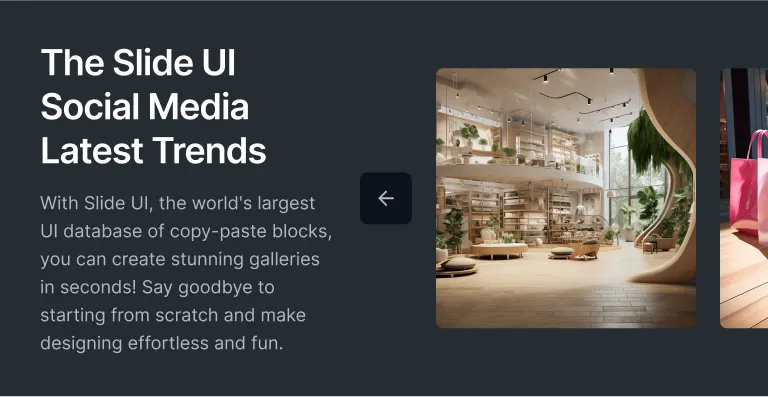 The Slide UI
Social Media
Latest Trends
With Slide UI, the world's largest
UI database of copy-paste blocks,
you can create stunning galleries
in seconds! Say goodbye to
starting from scratch and make
designing effortless and fun.